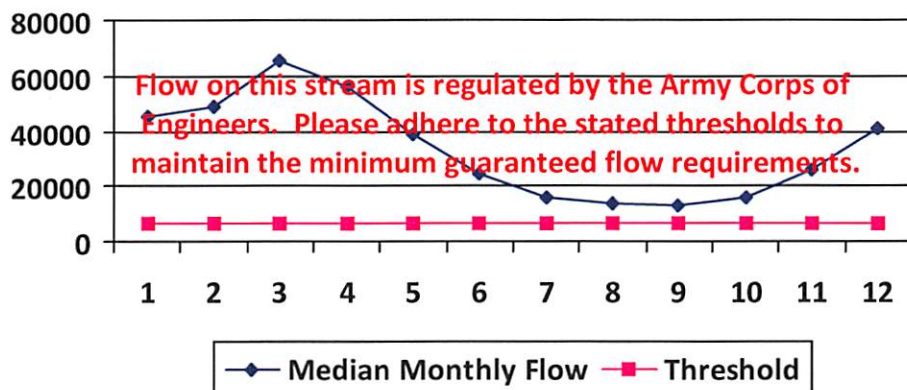 80000
60000
40000
20000
0
Flow on this stream is regulated by the Army Corps of
Engineers. Please adhere to the stated thresholds to
maintain the minimum guaranteed flow requirements.
1 2 3 4 5 6 7 8 9 10 11 12
Median Monthly Flow Threshold